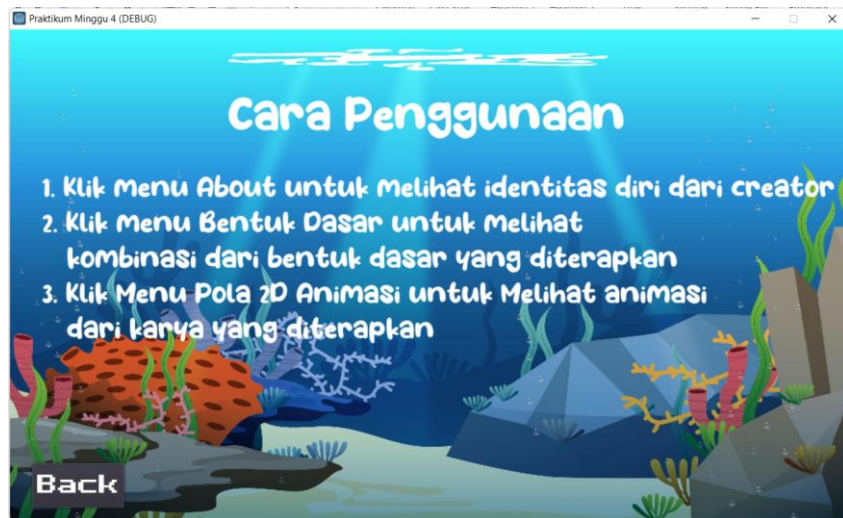 Praktikum Minggu 4 (DEBUG)
Cara Penggunaan
1. Klik Menu About untuk Melihat identitas diri dari creator
2. Klik Menu Bentuk Dasar untuk Melihat
kombinasi dari bentuk dasar yang diterapkan
3. Klik Menu Pola 2D Animasi untuk Melihat animasi
dari karya yang diterapkan
Back